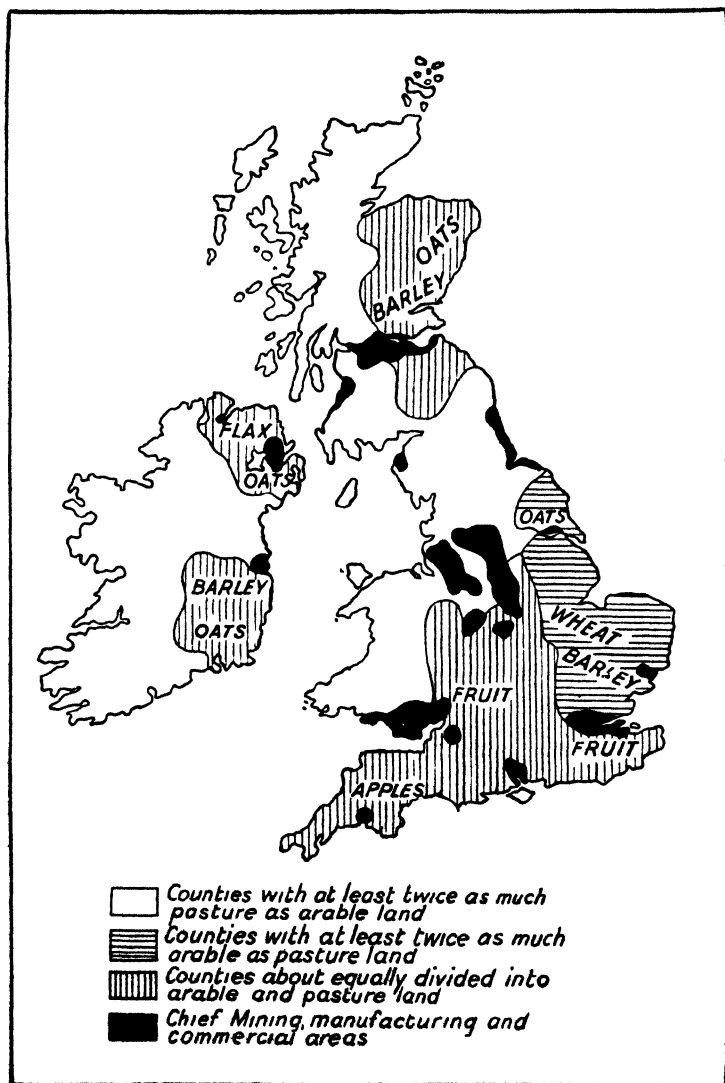 OATS
BARLEY
FLAX
OATS
OATS
BARLEY
OATS
WHEAT
BARLEY
FRUIT
FRUIT
APPLES
Counties with at least twice as much
pasture as arable land
Counties with at least twice as much
arable as pasture land
Counties about equally divided into
arable and pasture land
Chief Mining, manufacturing and
commercial areas